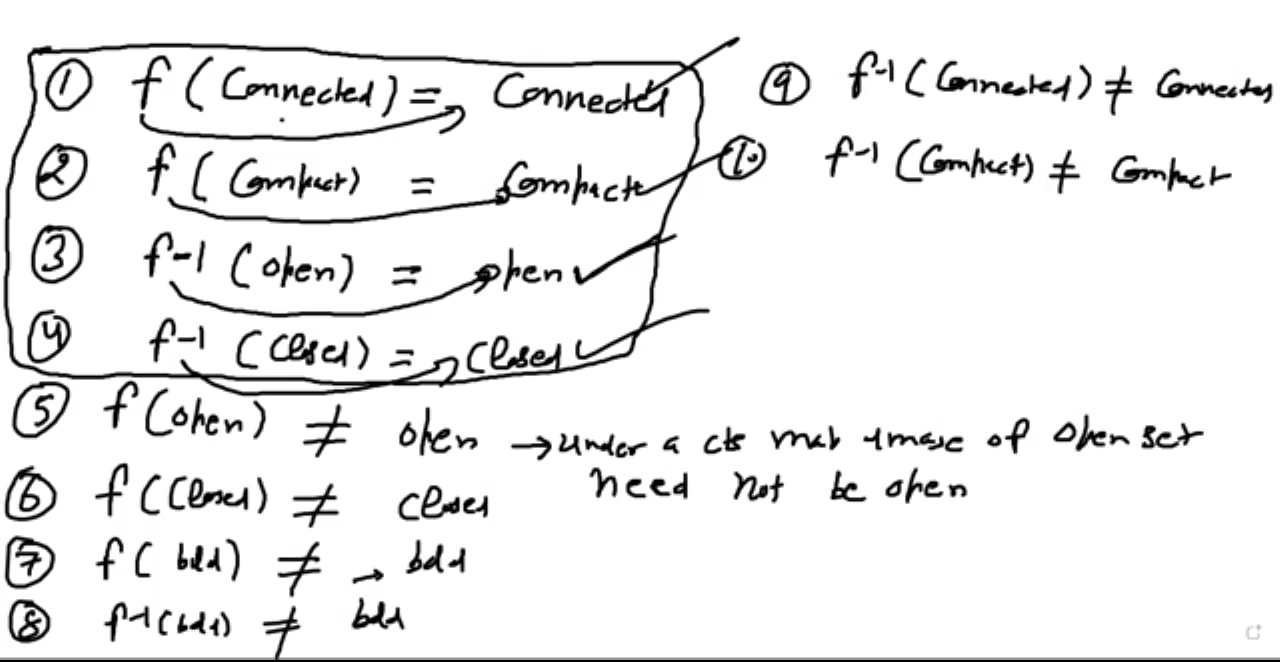 ① f (Connected) = Connected
② f (Compact) = Compact
③ f-1 (open) = open
④ f-1 (Closed) = Closed
⑤ f (open) ≠ open → under a cts map image of open set
need not be open
⑥ f (Closed) ≠ closed
⑦ f ( bdd) ≠ → bdd
⑧ f-1 (bdd) ≠ bdd
⑨ f-1 (Connected) ≠ Connected
⑩ f-1 (Compact) ≠ Compact